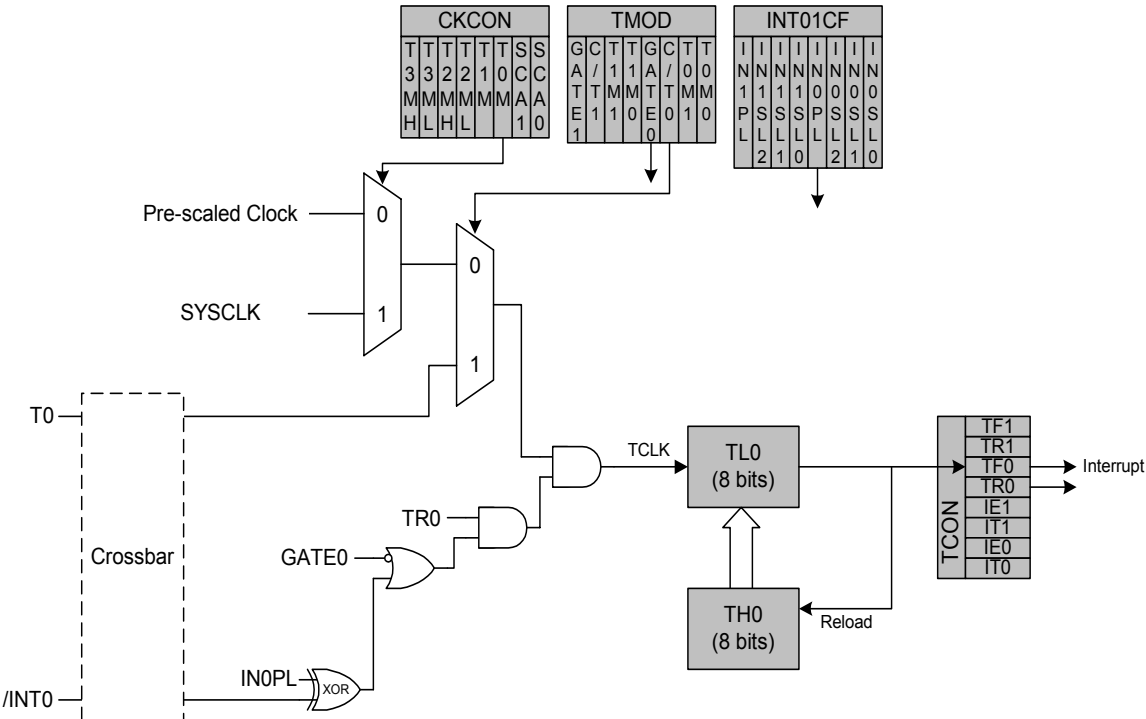 CKCON
T3MH T3ML T2MH T2ML T1M T0M SCA1 SCA0
TMOD
GATE1 C/T1 T1M1 T1M0 GATE0 C/T0 T0M1 T0M0
INT01CF
IN1PL IN1SL2 IN1SL1 IN1SL0 IN0PL IN0SL2 IN0SL1 IN0SL0
Pre-scaled Clock
0
SYSCLK
1
0
1
T0
Crossbar
/INT0
TR0
GATE0
IN0PL
XOR
TCLK
TL0
(8 bits)
TH0
(8 bits)
Reload
TCON
TF1
TR1
TF0
TR0
IE1
IT1
IE0
IT0
Interrupt